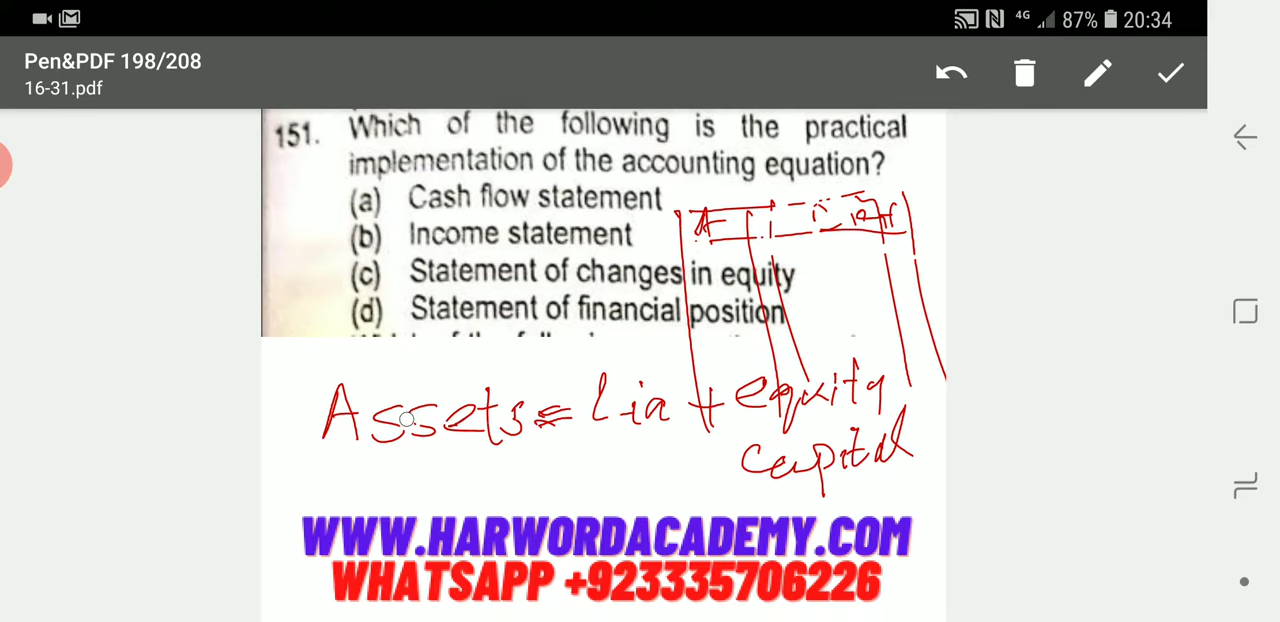 4G 87% 20:34
Pen&PDF 198/208
16-31.pdf
151. Which of the following is the practical
implementation of the accounting equation?
(a) Cash flow statement
(b) Income statement
(c) Statement of changes in equity
(d) Statement of financial position
Assets = Lia + equity
capital
WWW.HARWORDACADEMY.COM
WHATSAPP +923335706226